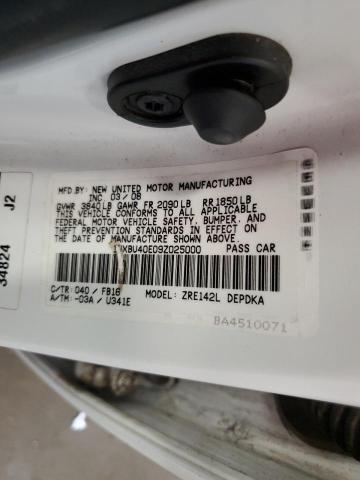 MFD.BY: NEW UNITED MOTOR MANUFACTURING
INC. 03/08
GVWR 3840LB GAWR FR 2090LB RR 1850LB
THIS VEHICLE CONFORMS TO ALL APPLICABLE
FEDERAL MOTOR VEHICLE SAFETY, BUMPER, AND
THEFT PREVENTION STANDARDS IN EFFECT ON
THE DATE OF MANUFACTURE SHOWN ABOVE.
1NXBU40E09Z025000 PASS CAR
C/TR: 040 / FB16 MODEL: ZRE142L DEPDKA
A/TM: -03A / U341E
BA4510071
34824 J2